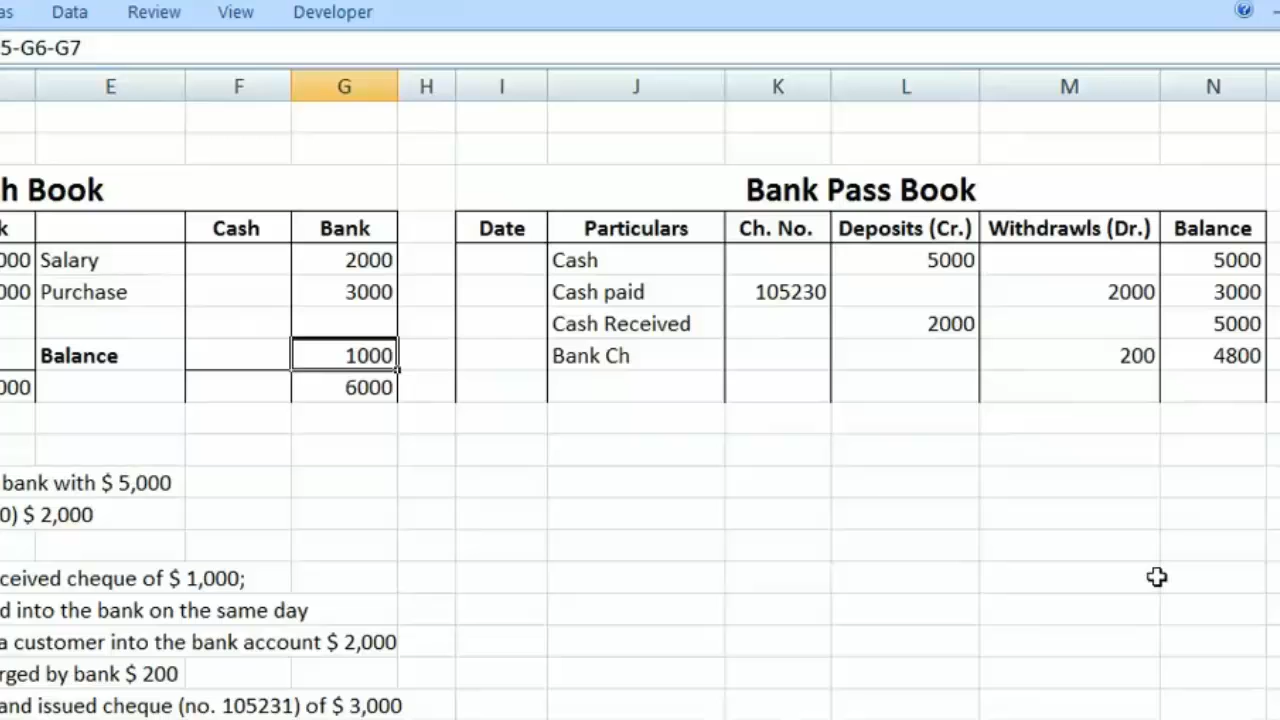 as Data Review View Developer
5-G6-G7
E F G H I J K L M N
h Book Bank Pass Book
k Cash Bank Date Particulars Ch. No. Deposits (Cr.) Withdrawls (Dr.) Balance
000 Salary 2000 Cash 5000 5000
000 Purchase 3000 Cash paid 105230 2000 3000
Cash Received 2000 5000
Balance 1000 Bank Ch 200 4800
000 6000
bank with $ 5,000
0) $ 2,000
ceived cheque of $ 1,000;
d into the bank on the same day
a customer into the bank account $ 2,000
rged by bank $ 200
and issued cheque (no. 105231) of $ 3,000